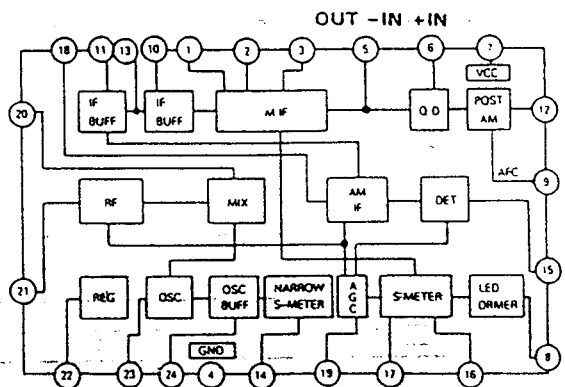 OUT -IN +IN
18 11 13 10 1 2 3 5 6 7
VCC
IF BUFF
IF BUFF
M IF
Q D
POST AM
12
20
AFC
9
RF
MIX
AM IF
DET
15
21
REG
OSC
OSC BUFF
NARROW S-METER
AGC
S-METER
LED DRMER
8
GND
22 23 24 4 14 19 17 16